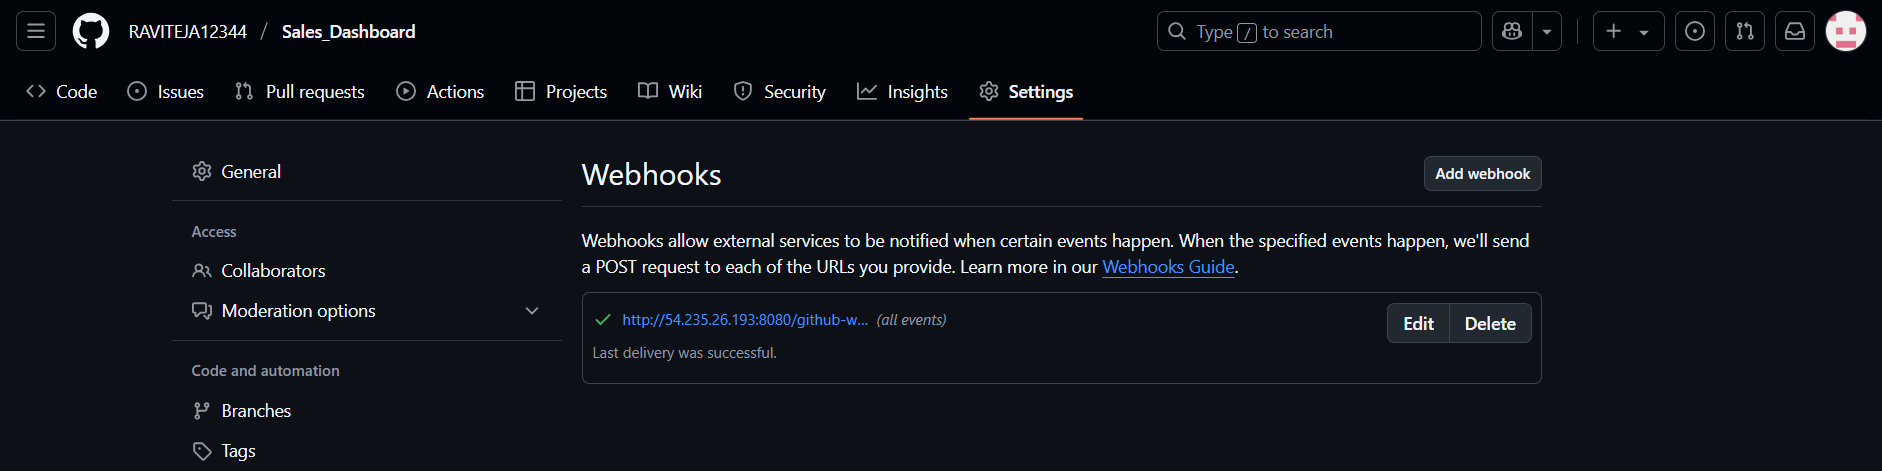 RAVITEJA12344 / Sales_Dashboard
Type / to search
Code Issues Pull requests Actions Projects Wiki Security Insights Settings
General
Access
Collaborators
Moderation options
Code and automation
Branches
Tags
Webhooks
Add webhook
Webhooks allow external services to be notified when certain events happen. When the specified events happen, we'll send
a POST request to each of the URLs you provide. Learn more in our Webhooks Guide.
http://54.235.26.193:8080/github-w... (all events)
Edit Delete
Last delivery was successful.